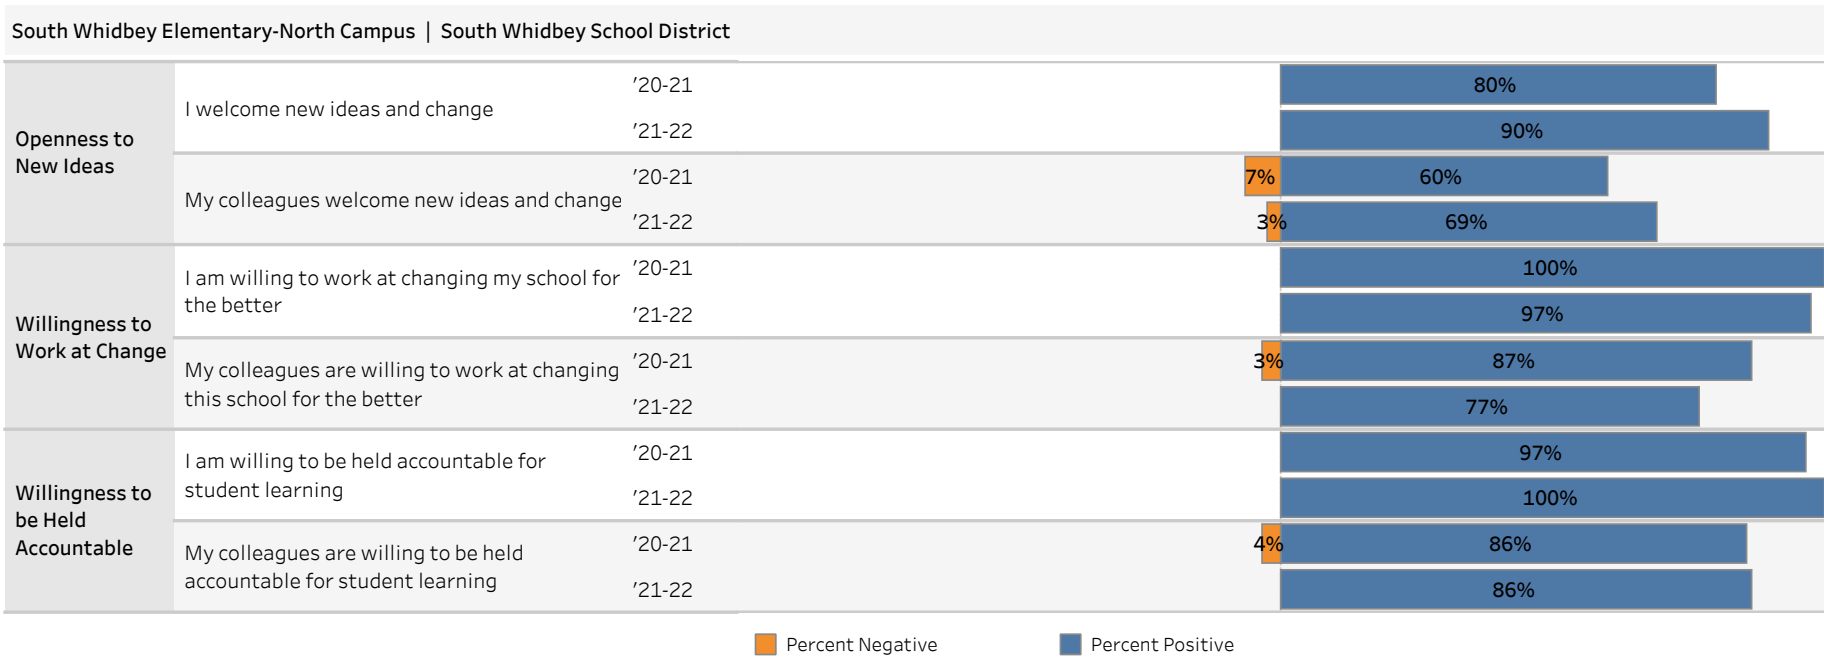 South Whidbey Elementary-North Campus | South Whidbey School District
Openness to
New Ideas
I welcome new ideas and change
'20-21
80%
'21-22
90%
My colleagues welcome new ideas and change
'20-21
7%
60%
'21-22
3%
69%
Willingness to
Work at Change
I am willing to work at changing my school for
the better
'20-21
100%
'21-22
97%
My colleagues are willing to work at changing
this school for the better
'20-21
3%
87%
'21-22
77%
Willingness to
be Held
Accountable
I am willing to be held accountable for
student learning
'20-21
97%
'21-22
100%
My colleagues are willing to be held
accountable for student learning
'20-21
4%
86%
'21-22
86%
Percent Negative
Percent Positive